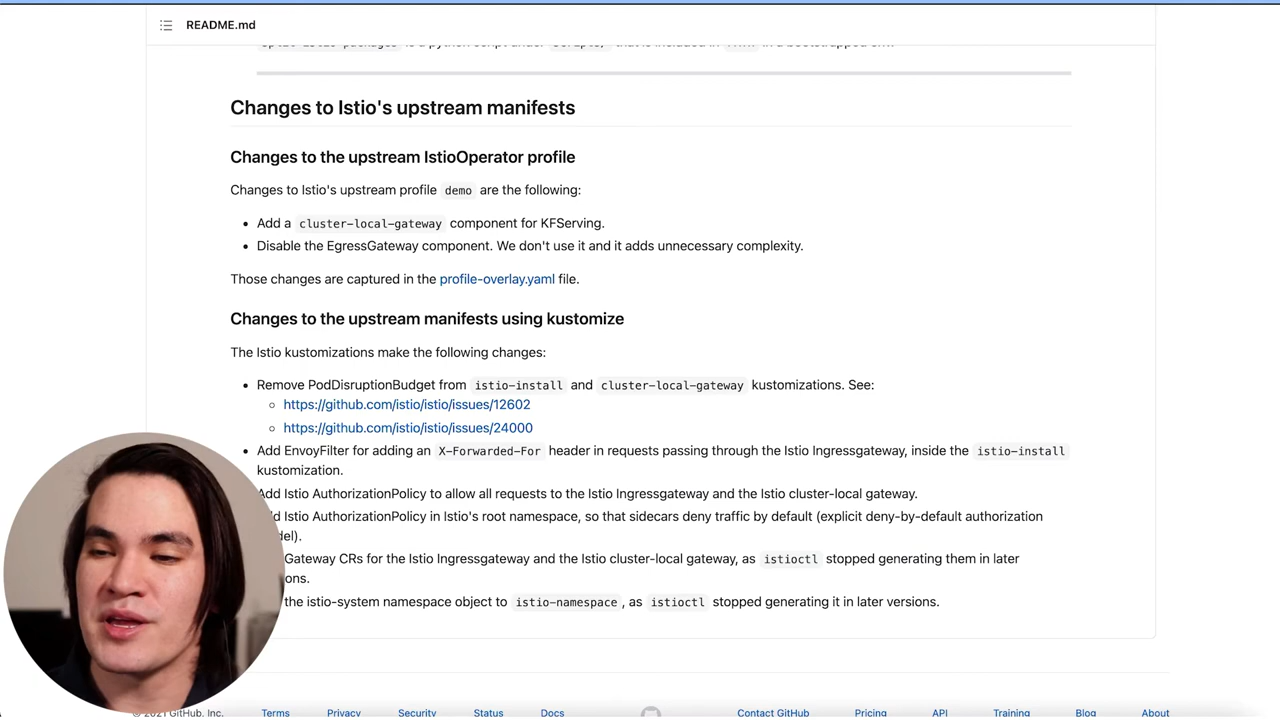 README.md
Changes to Istio's upstream manifests
Changes to the upstream IstioOperator profile
Changes to Istio's upstream profile demo are the following:
Add a cluster-local-gateway component for KFServing.
Disable the EgressGateway component. We don't use it and it adds unnecessary complexity.
Those changes are captured in the profile-overlay.yaml file.
Changes to the upstream manifests using kustomize
The Istio kustomizations make the following changes:
Remove PodDisruptionBudget from istio-install and cluster-local-gateway kustomizations. See:
https://github.com/istio/istio/issues/12602
https://github.com/istio/istio/issues/24000
Add EnvoyFilter for adding an X-Forwarded-For header in requests passing through the Istio Ingressgateway, inside the istio-install
kustomization.
Add Istio AuthorizationPolicy to allow all requests to the Istio Ingressgateway and the Istio cluster-local gateway.
Istio AuthorizationPolicy in Istio's root namespace, so that sidecars deny traffic by default (explicit deny-by-default authorization
Gateway CRs for the Istio Ingressgateway and the Istio cluster-local gateway, as istioctl stopped generating them in later
the istio-system namespace object to istio-namespace, as istioctl stopped generating it in later versions.
© 2021 GitHub, Inc. Terms Privacy Security Status Docs Contact GitHub Pricing API Training Blog About